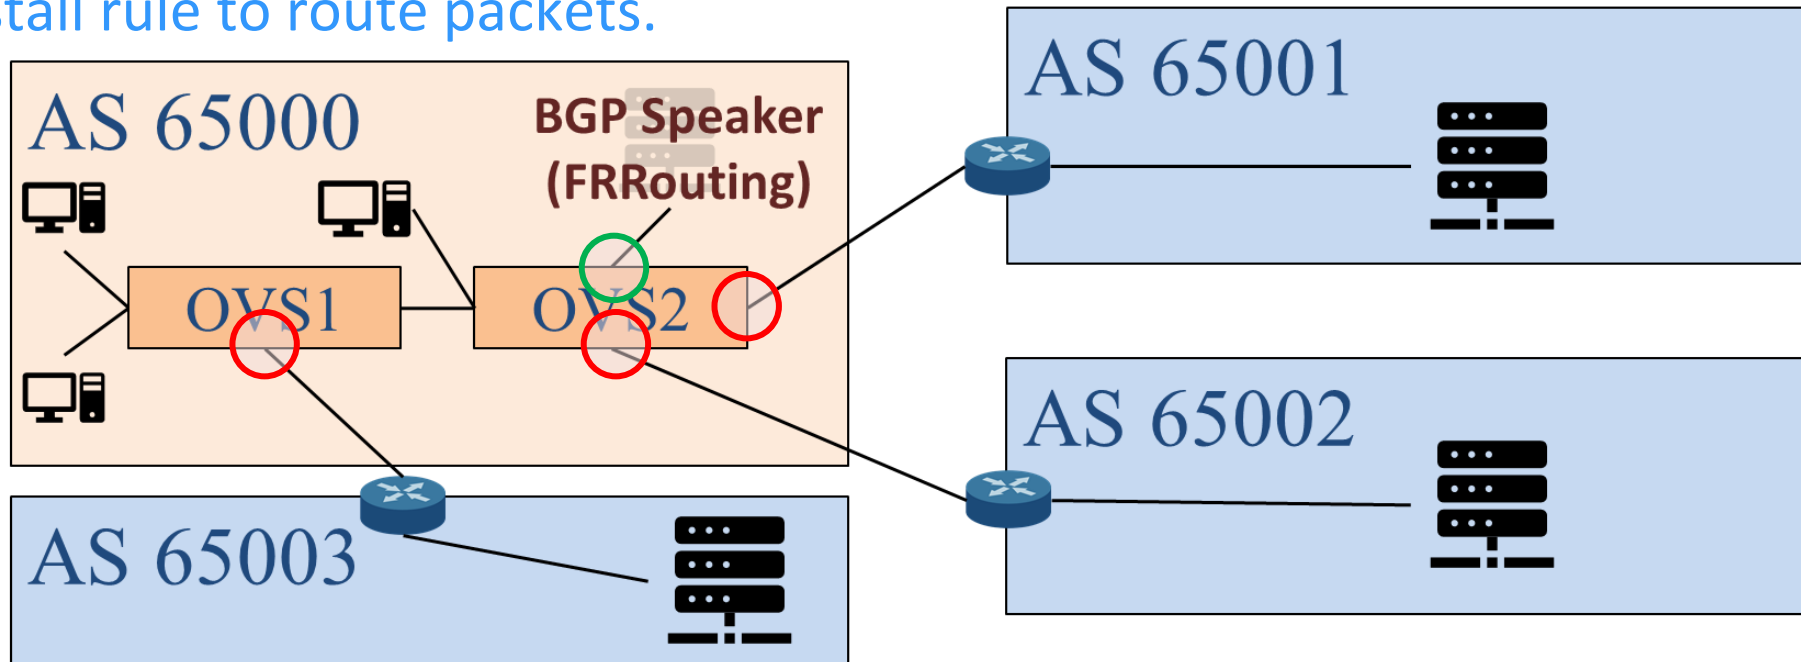 stall rule to route packets.
AS 65000
BGP Speaker
(FRRouting)
OVS1
OVS2
AS 65001
AS 65002
AS 65003